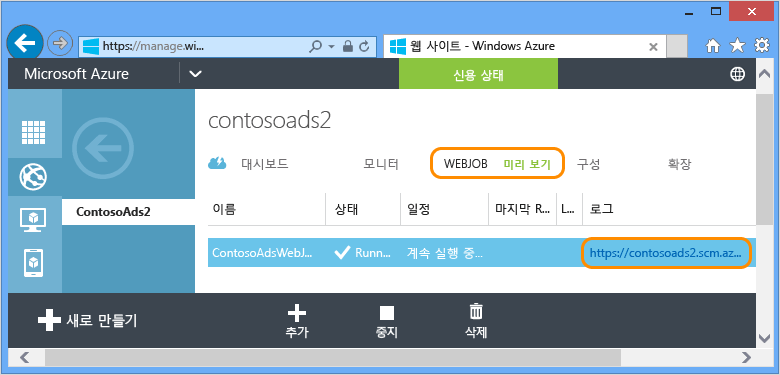 https://manage.wi...
웹 사이트 - Windows Azure
Microsoft Azure
신용 상태
contosoads2
대시보드 모니터 WEBJOB 미리 보기 구성 확장
ContosoAds2
이름 상태 일정 마지막 R... L... 로그
ContosoAdsWebJ... Runn... 계속 실행 중... https://contosoads2.scm.az...
새로 만들기
추가 중지 삭제